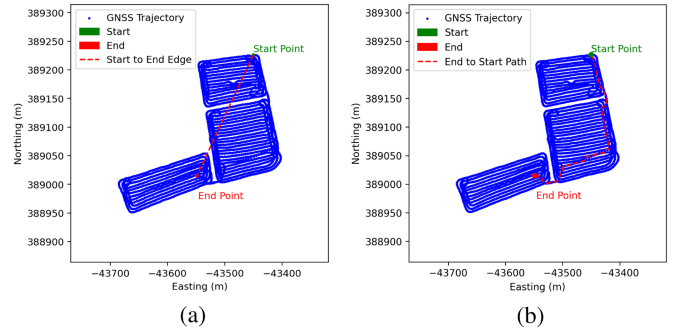 389300
389250
389200
389150
389100
389050
389000
388950
388900
Northing (m)
GNSS Trajectory
Start
End
Start to End Edge
Start Point
End Point
−43700
−43600
−43500
−43400
Easting (m)
(a)
389300
389250
389200
389150
389100
389050
389000
388950
388900
Northing (m)
GNSS Trajectory
Start
End
End to Start Path
Start Point
End Point
−43700
−43600
−43500
−43400
Easting (m)
(b)